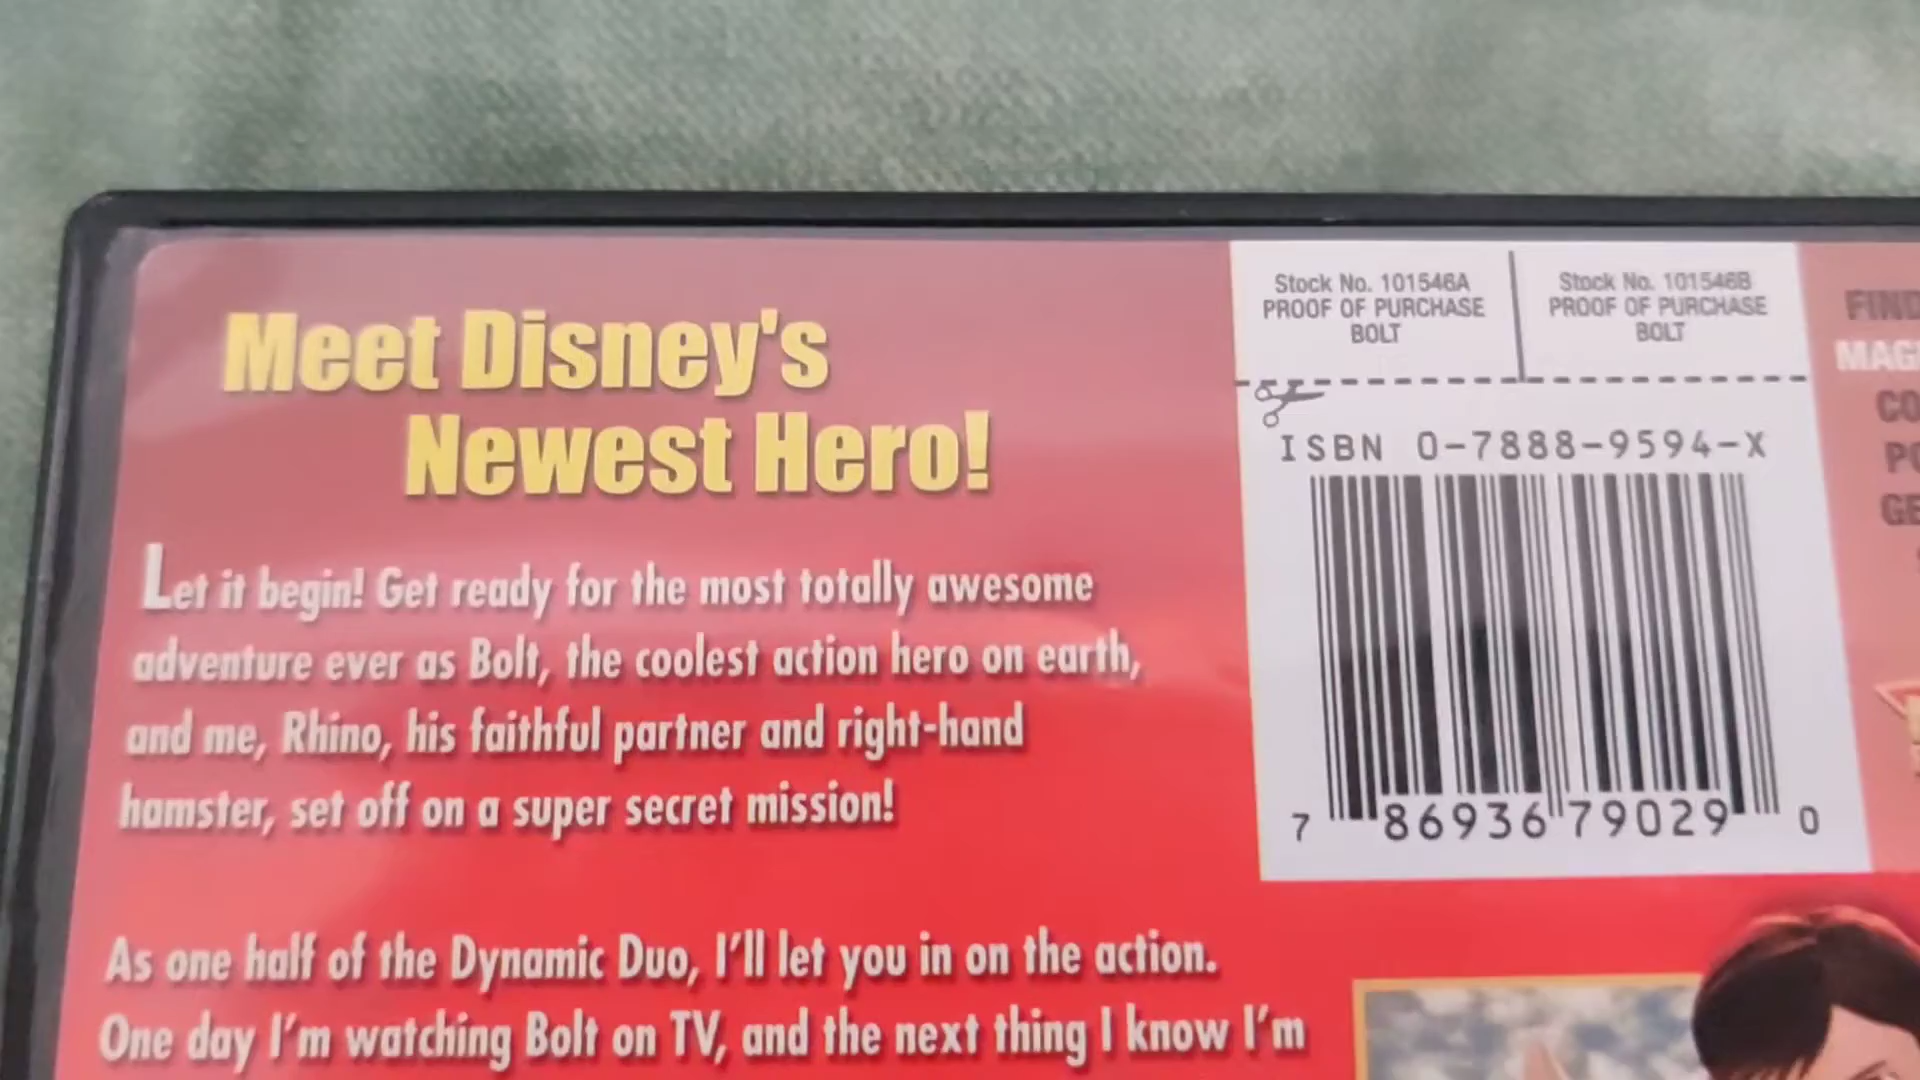 Meet Disney's
Newest Hero!
Let it begin! Get ready for the most totally awesome
adventure ever as Bolt, the coolest action hero on earth,
and me, Rhino, his faithful partner and right-hand
hamster, set off on a super secret mission!
As one half of the Dynamic Duo, I'll let you in on the action.
One day I'm watching Bolt on TV, and the next thing I know I'm
Stock No. 101546A
PROOF OF PURCHASE
BOLT
Stock No. 101546B
PROOF OF PURCHASE
BOLT
ISBN 0-7888-9594-X
7 86936 79029 0